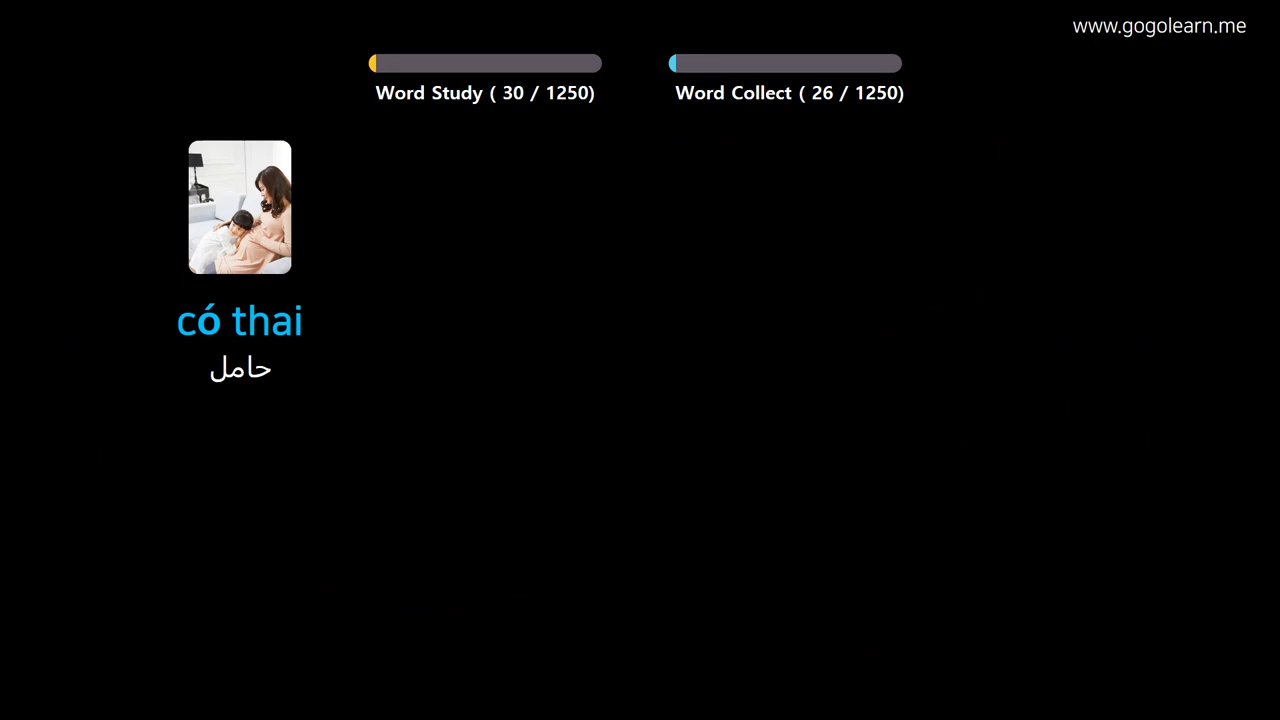 www.gogolearn.me
Word Study ( 30 / 1250)
Word Collect ( 26 / 1250)
có thai
حامل